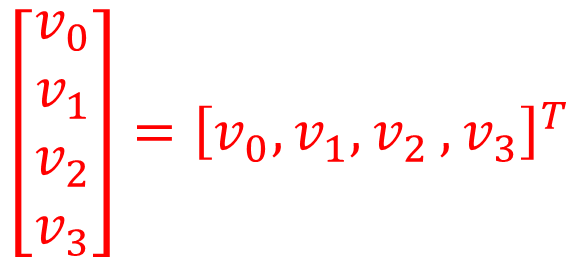 [v₀
v₁
v₂
v₃] = [v₀, v₁, v₂ , v₃]ᵀ